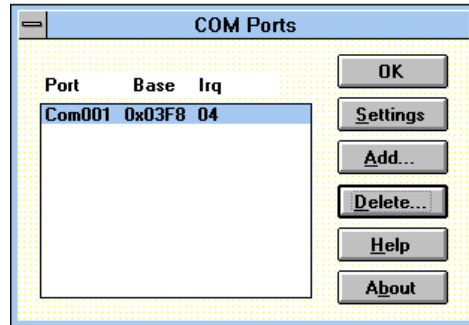 COM Ports
Port Base Irq
Com001 0x03F8 04
OK
Settings
Add...
Delete...
Help
About